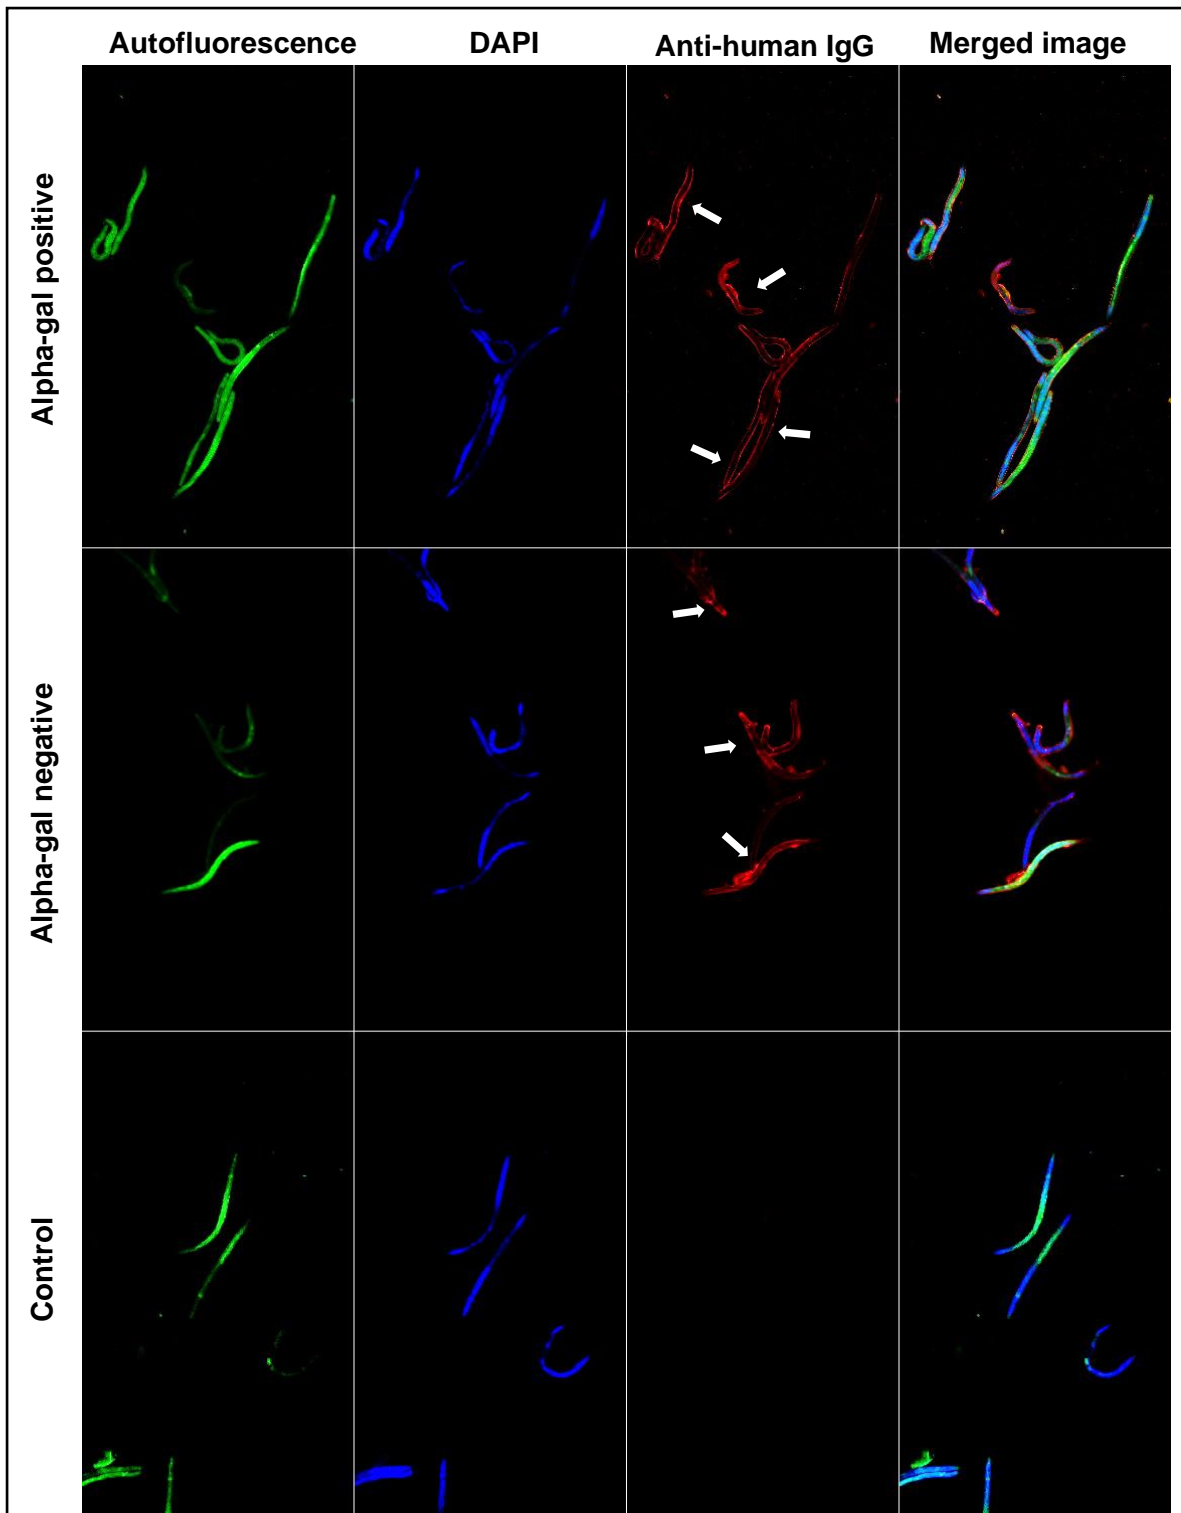 Autofluorescence DAPI Anti-human IgG Merged image
Alpha-gal positive
Alpha-gal negative
Control